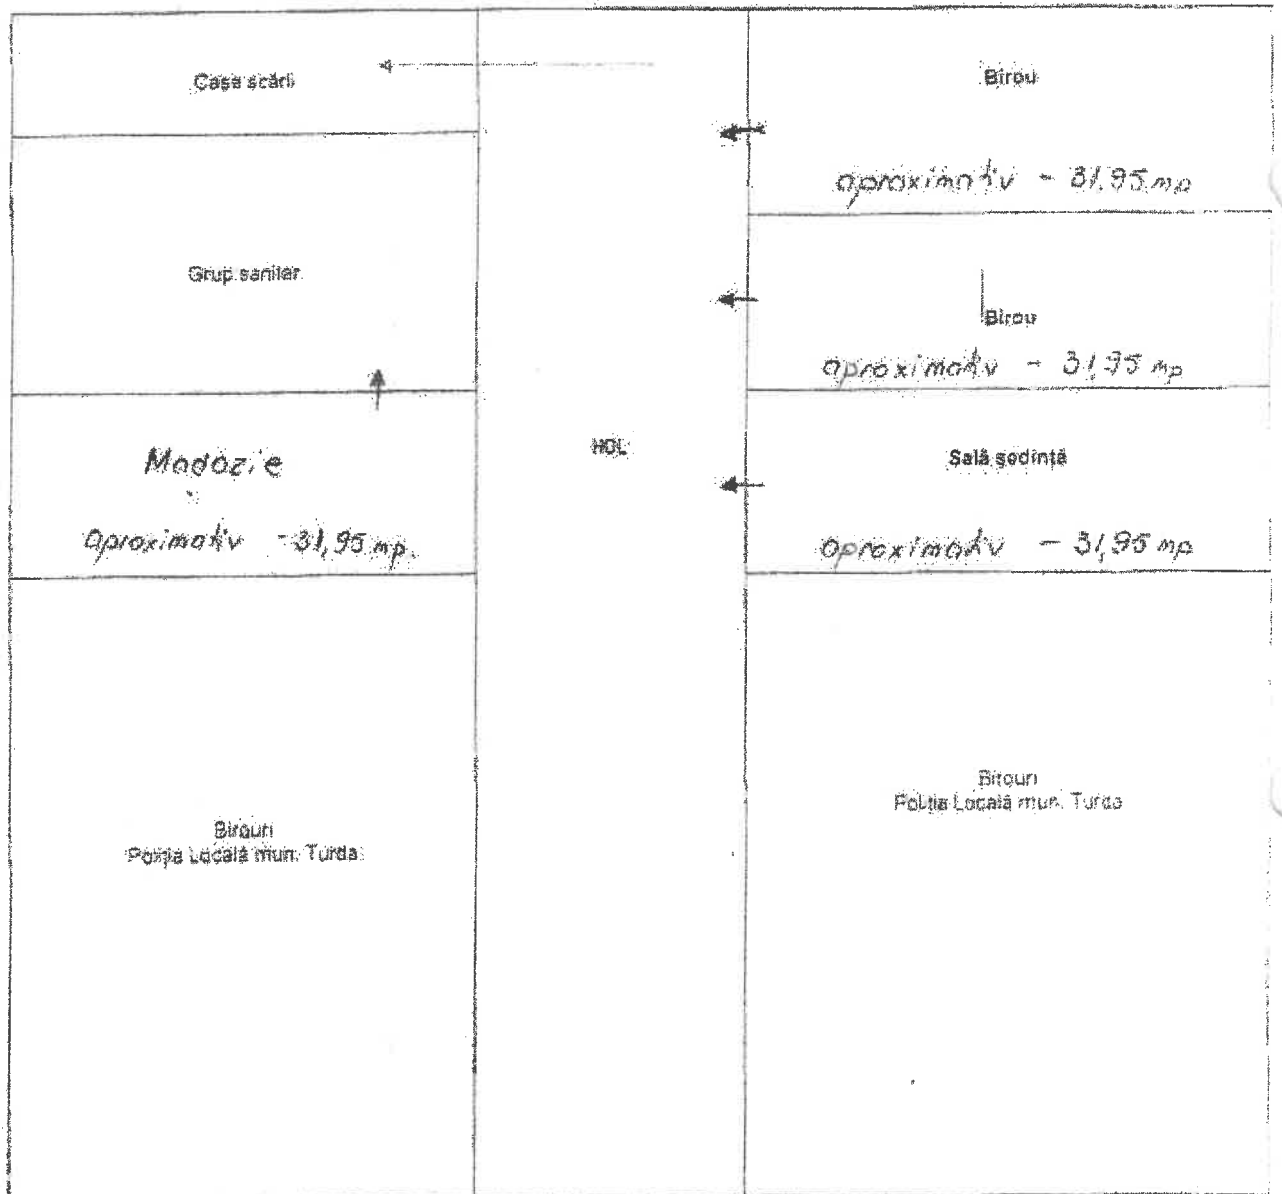 Casa scării
Grup sanitar
Magazie
aproximativ - 31,95 mp.
Birouri
Poliția Locală mun. Turda
HOL
Birou
aproximativ - 31,95 mp
Birou
aproximativ - 31,95 mp
Sală ședință
aproximativ - 31,95 mp
Birouri
Poliția Locală mun. Turda